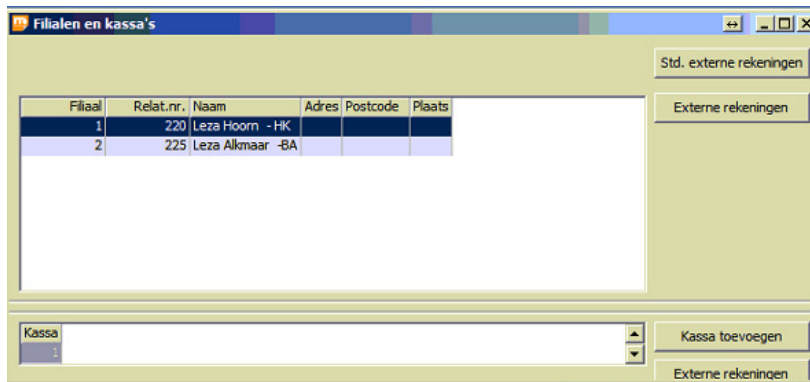 Filialen en kassa's
Std. externe rekeningen
Filiaal Relat.nr. Naam Adres Postcode Plaats
Externe rekeningen
1 220 Leza Hoorn - HK
2 225 Leza Alkmaar -BA
Kassa
Kassa toevoegen
1
Externe rekeningen